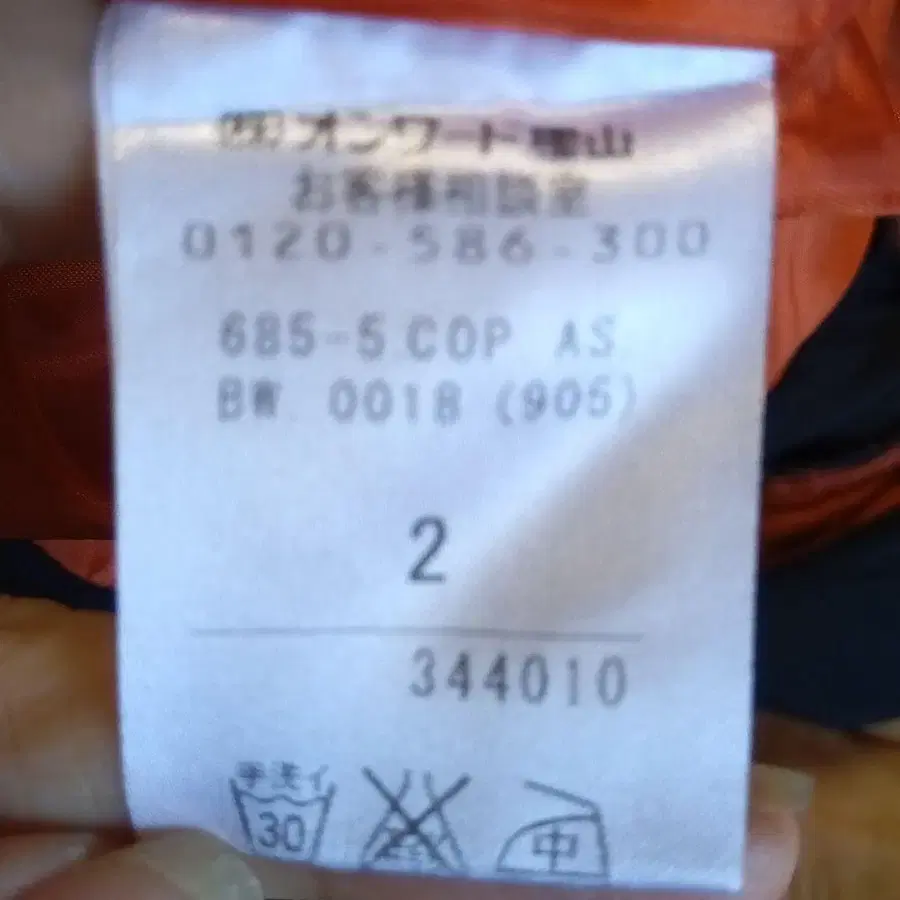 (株)オンワード樫山
お客様相談室
0120-586-300
685-5 COP AS
BW 0018 (905)
2
344010
手洗イ
30
中